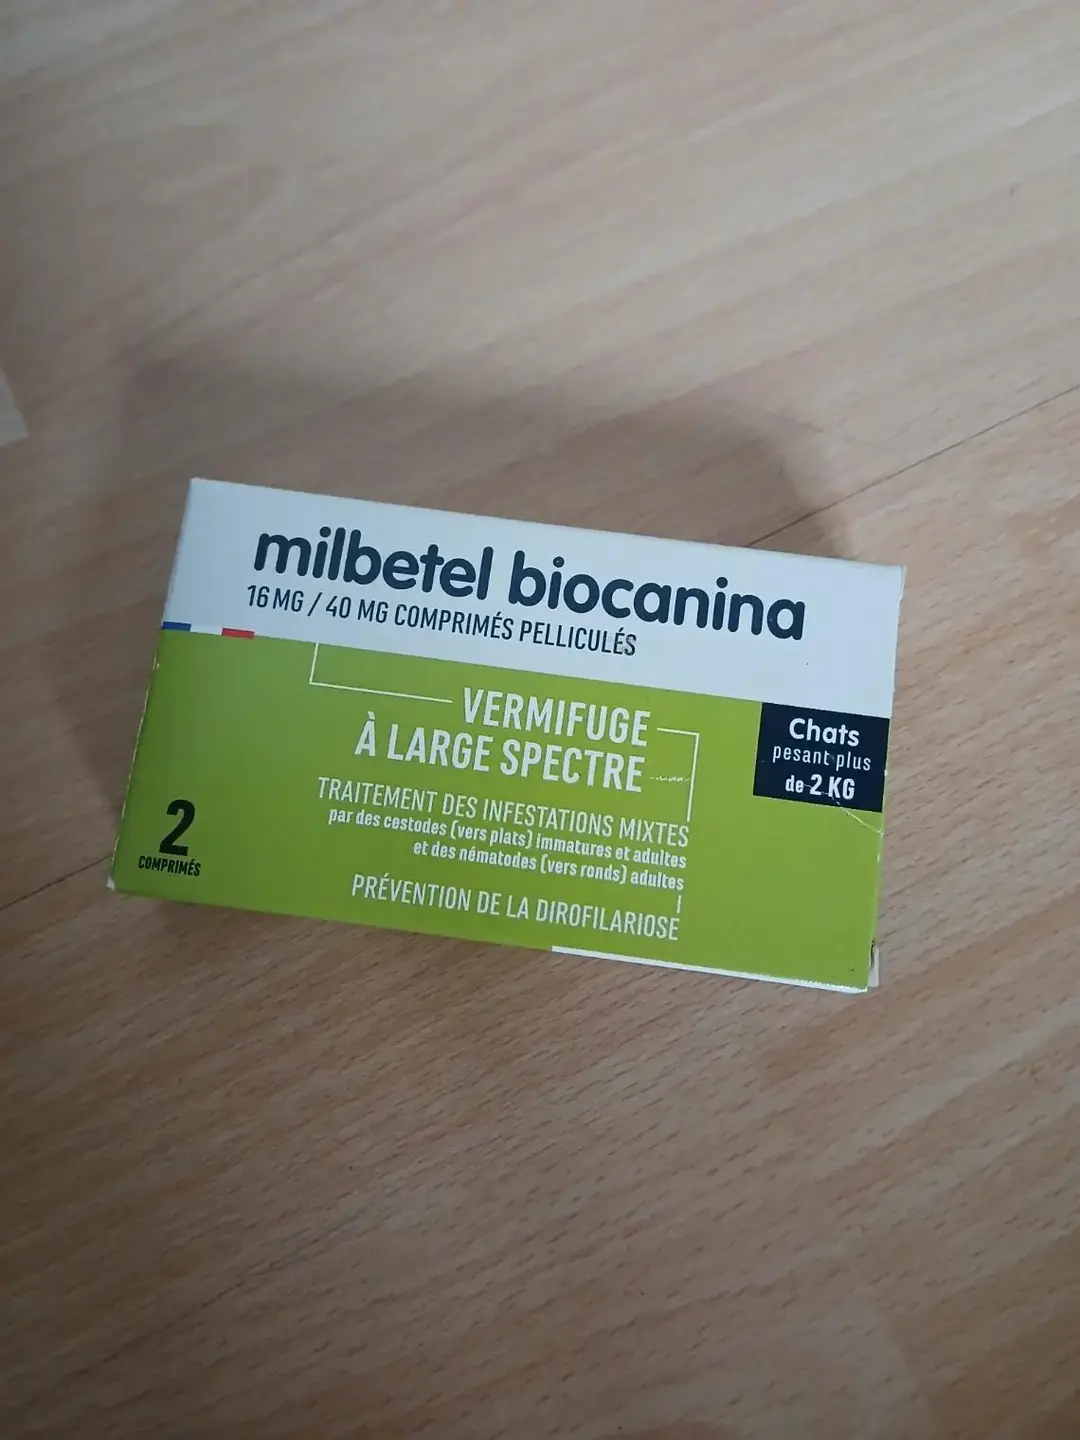 milbetel biocanina
16 MG / 40 MG COMPRIMÉS PELLICULÉS
VERMIFUGE
À LARGE SPECTRE
Chats
pesant plus
de 2 KG
TRAITEMENT DES INFESTATIONS MIXTES
par des cestodes (vers plats) immatures et adultes
et des nématodes (vers ronds) adultes
2
COMPRIMÉS
PRÉVENTION DE LA DIROFILARIOSE